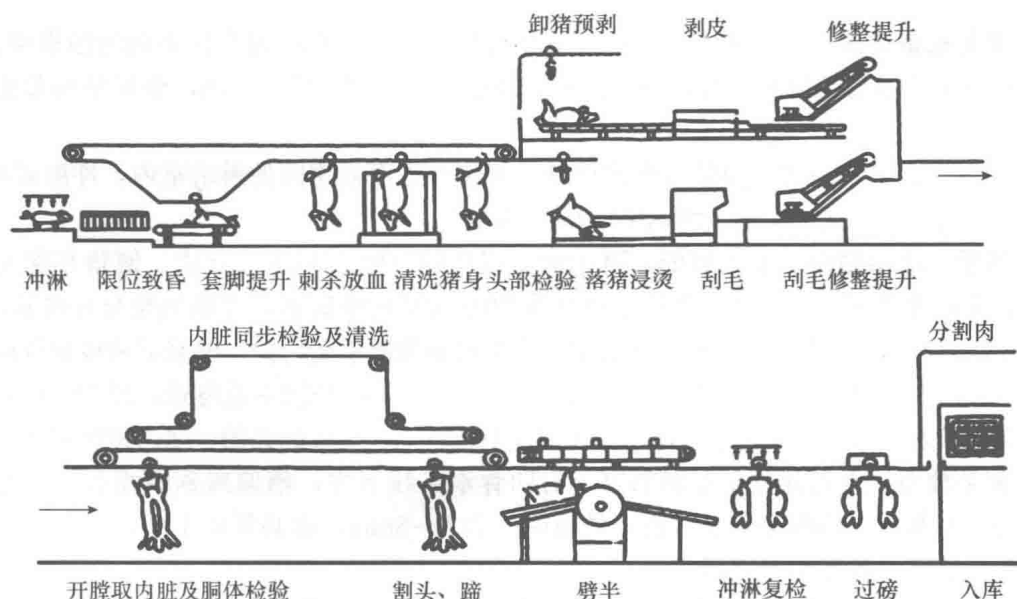 卸猪预剥 剥皮 修整提升
冲淋 限位致昏 套脚提升 刺杀放血 清洗猪身 头部检验 落猪浸烫 刮毛 刮毛修整提升
内脏同步检验及清洗
分割肉
开膛取内脏及胴体检验 割头、蹄 劈半 冲淋复检 过磅 入库